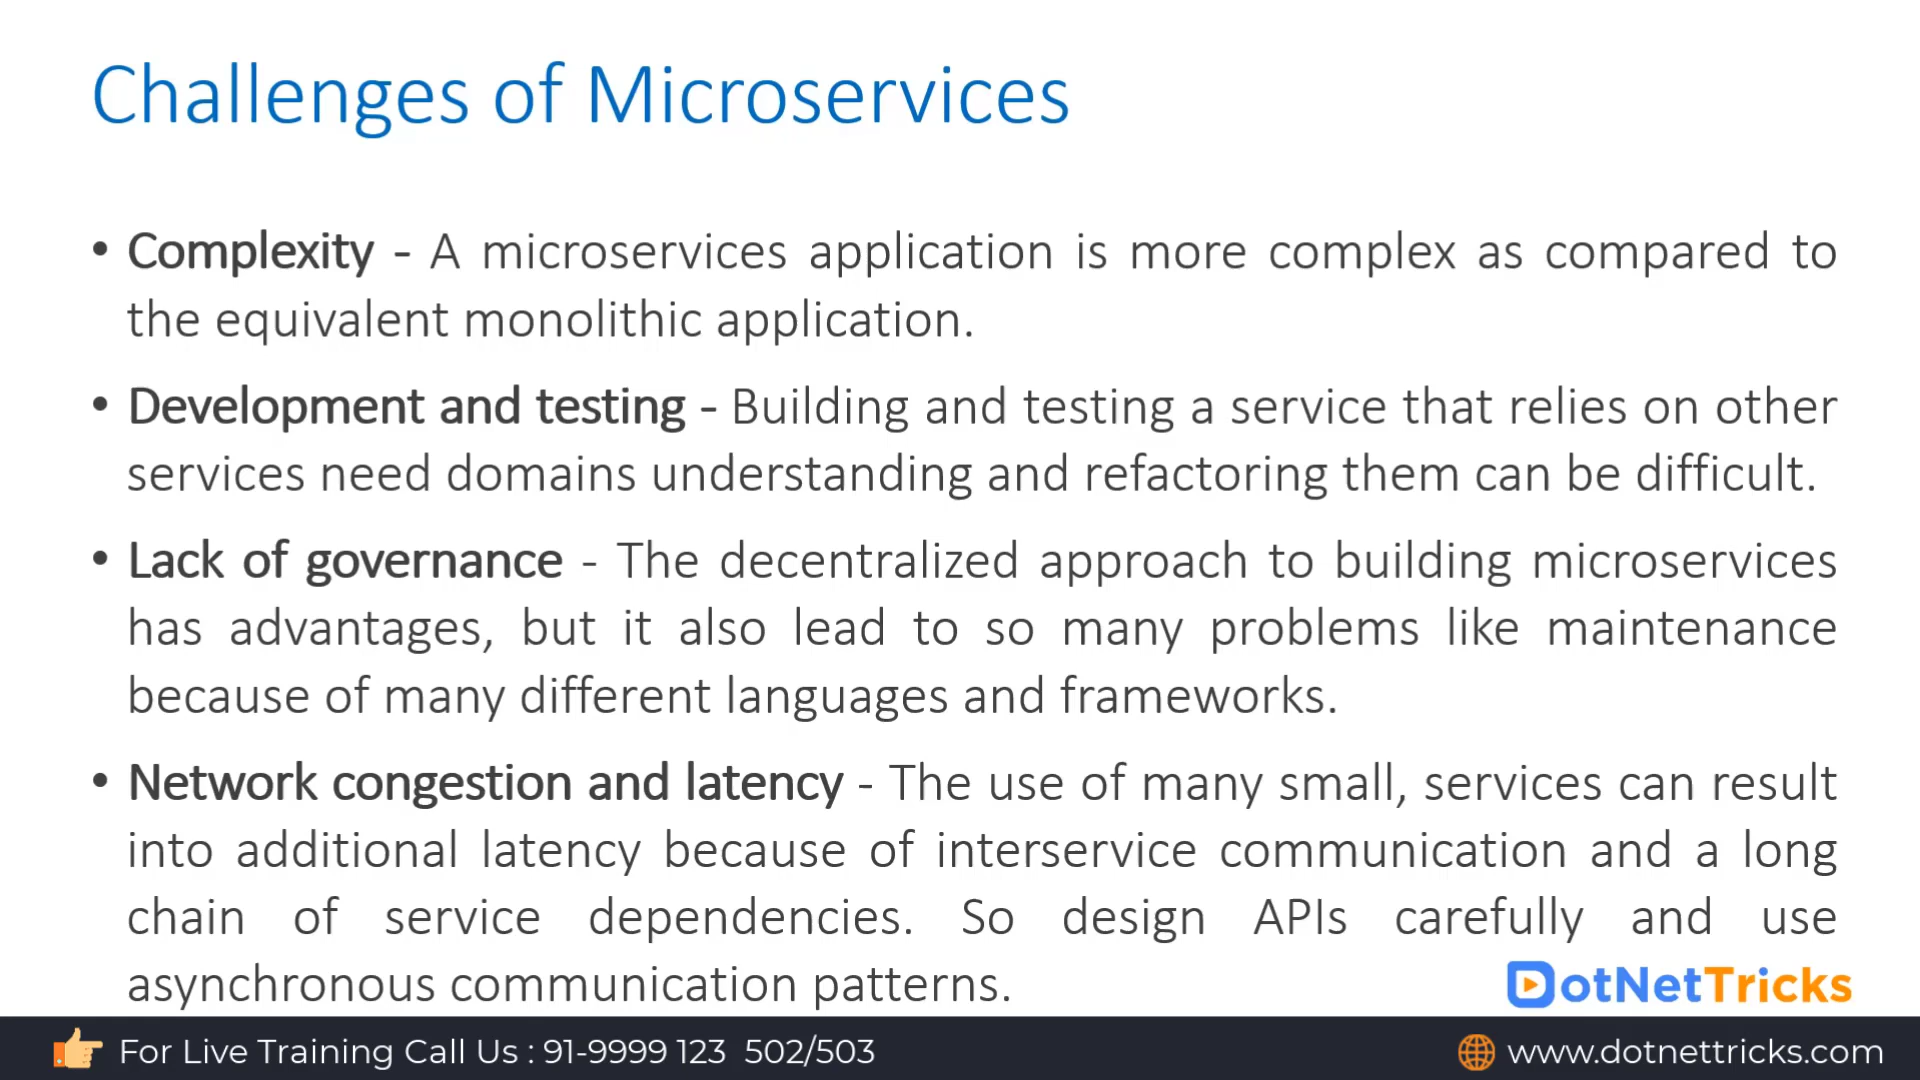 Challenges of Microservices
• Complexity - A microservices application is more complex as compared to
the equivalent monolithic application.
• Development and testing - Building and testing a service that relies on other
services need domains understanding and refactoring them can be difficult.
• Lack of governance - The decentralized approach to building microservices
has advantages, but it also lead to so many problems like maintenance
because of many different languages and frameworks.
• Network congestion and latency - The use of many small, services can result
into additional latency because of interservice communication and a long
chain of service dependencies. So design APIs carefully and use
asynchronous communication patterns.
DotNetTricks
For Live Training Call Us : 91-9999 123 502/503
www.dotnettricks.com